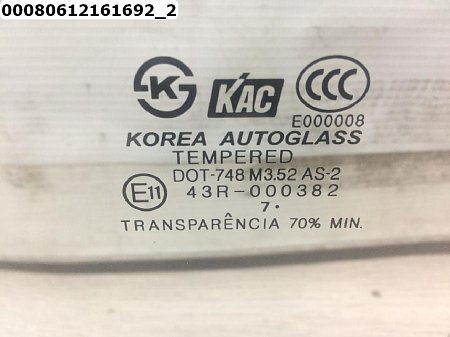 00080612161692_2
K KAC CCC
E000008
KOREA AUTOGLASS
TEMPERED
DOT-748 M3.52 AS-2
E11 43R-000382
7•
TRANSPARÊNCIA 70% MIN.